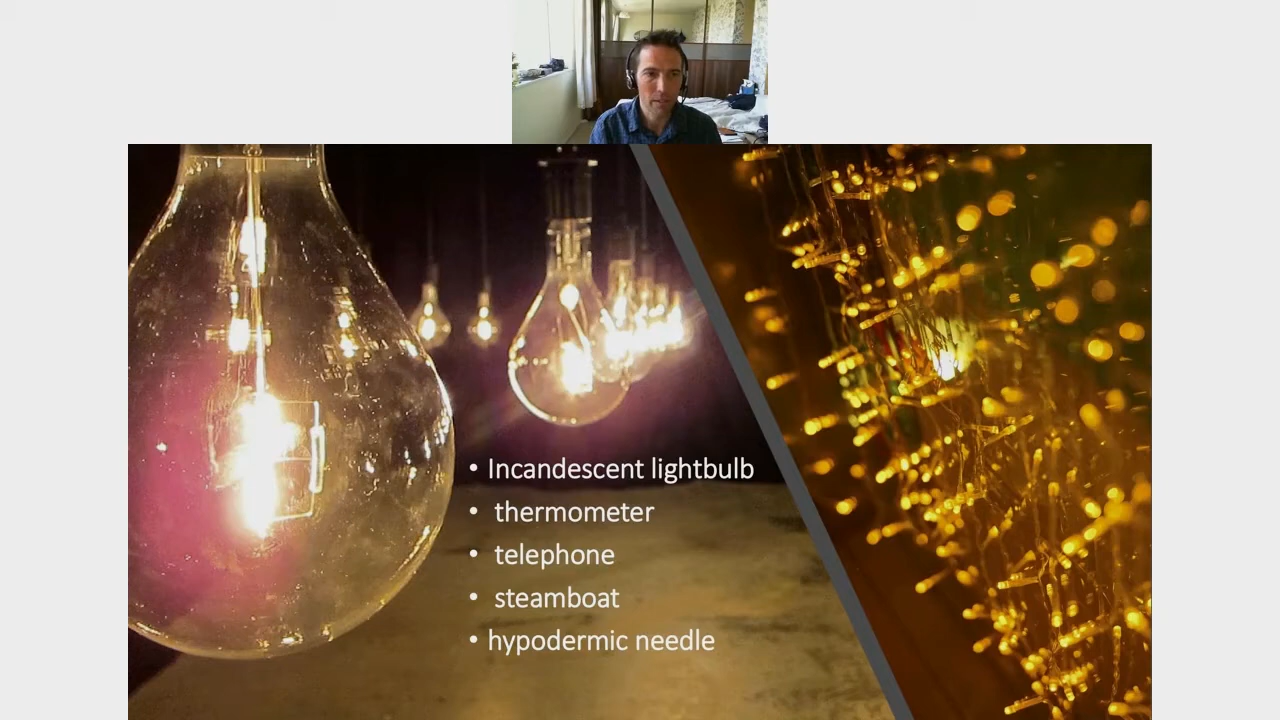 • Incandescent lightbulb
• thermometer
• telephone
• steamboat
• hypodermic needle